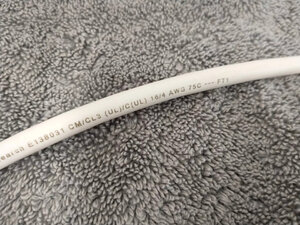 E138031 CM/CL3 (UL)/C(UL) 16/4 AWG 75C --- FT1